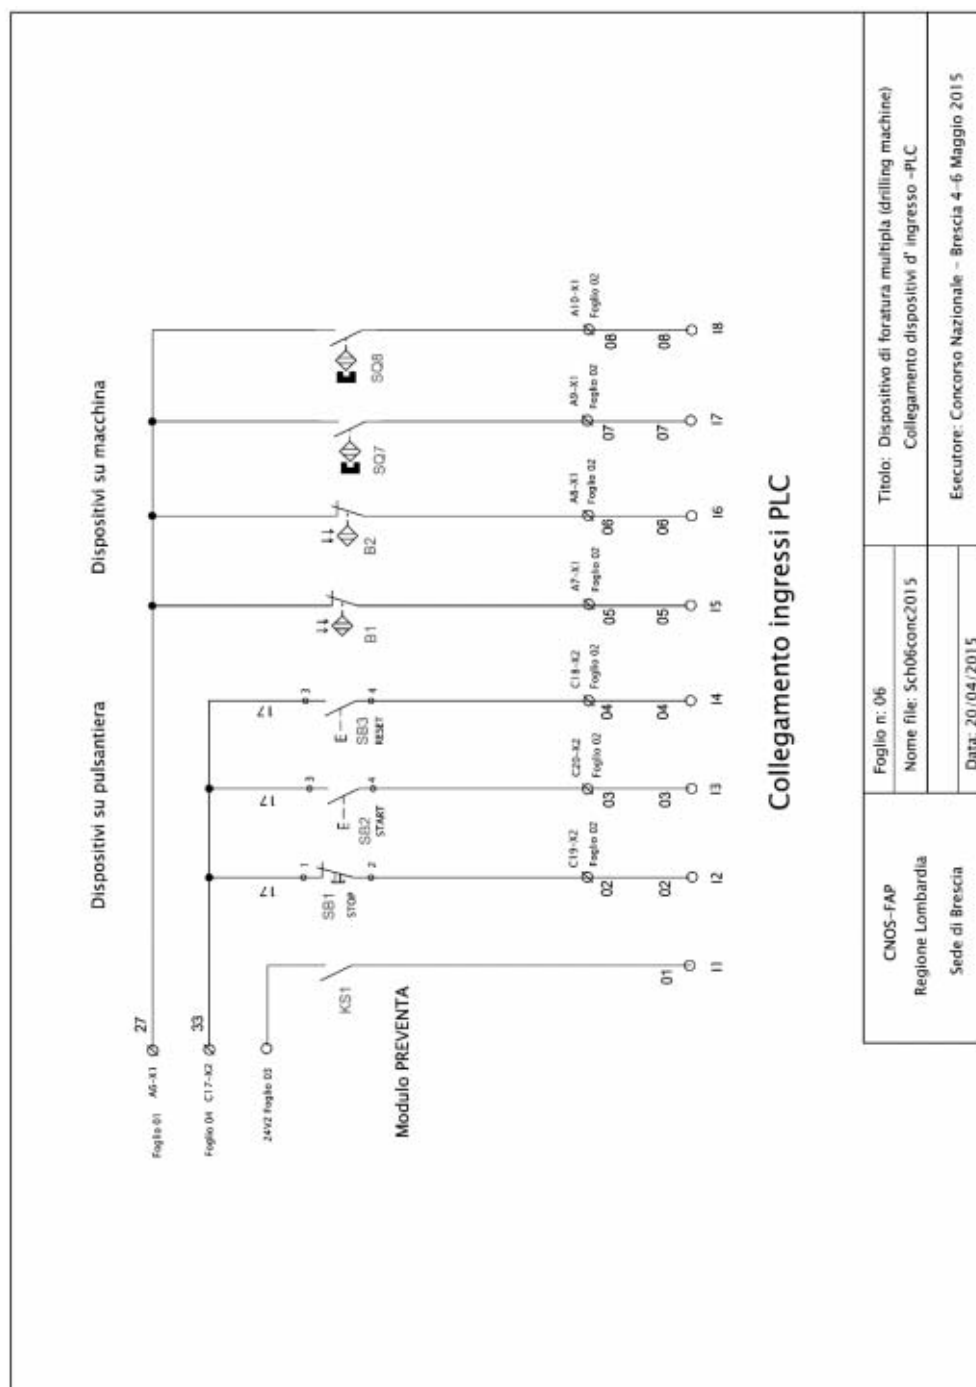 Dispositivi su pulsantiera
Dispositivi su macchina
Foglio 01 A6-X1
27
Foglio 04 C17-X2
33
24V2 Foglio 03
17
17
17
1
3
3
KS1
SB1
STOP
2
E
SB2
START
4
E
SB3
RESET
4
B1
B2
SQ7
SQ8
Modulo PREVENTA
C19-X2
Foglio 02
C20-X2
Foglio 02
C18-X2
Foglio 02
A7-X1
Foglio 02
A8-X1
Foglio 02
A9-X1
Foglio 02
A10-X1
Foglio 02
02
03
04
05
06
07
08
01
02
03
04
05
06
07
08
I1
I2
I3
I4
I5
I6
I7
I8
Collegamento ingressi PLC
CNOS-FAP
Regione Lombardia
Sede di Brescia
Foglio n: 06
Nome file: Sch06conc2015
Data: 20/04/2015
Titolo: Dispositivo di foratura multipla (drilling machine)
Collegamento dispositivi d' ingresso -PLC
Esecutore: Concorso Nazionale - Brescia 4-6 Maggio 2015